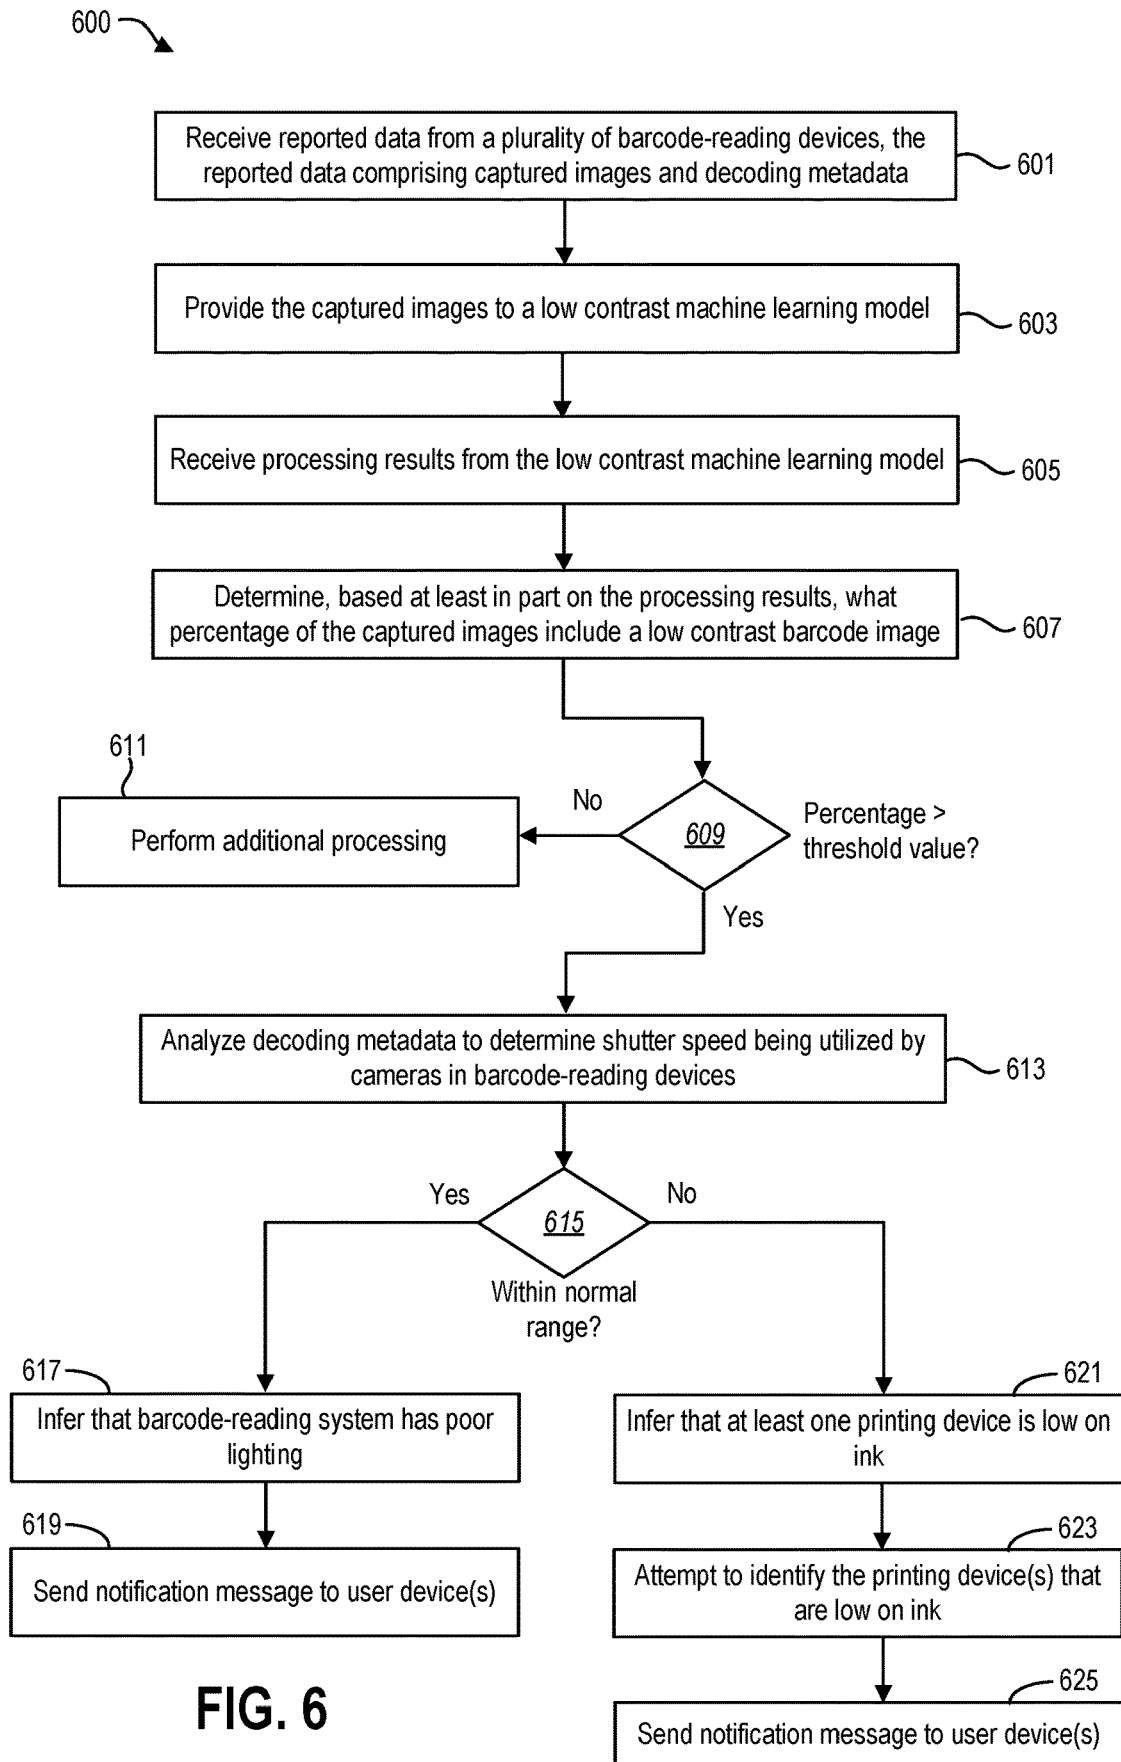 600
Receive reported data from a plurality of barcode-reading devices, the
reported data comprising captured images and decoding metadata
601
Provide the captured images to a low contrast machine learning model
603
Receive processing results from the low contrast machine learning model
605
Determine, based at least in part on the processing results, what
percentage of the captured images include a low contrast barcode image
607
611
Perform additional processing
No
609
Percentage >
threshold value?
Yes
Analyze decoding metadata to determine shutter speed being utilized by
cameras in barcode-reading devices
613
Yes
615
No
Within normal
range?
617
Infer that barcode-reading system has poor
lighting
621
Infer that at least one printing device is low on
ink
619
Send notification message to user device(s)
623
Attempt to identify the printing device(s) that
are low on ink
625
Send notification message to user device(s)
FIG. 6